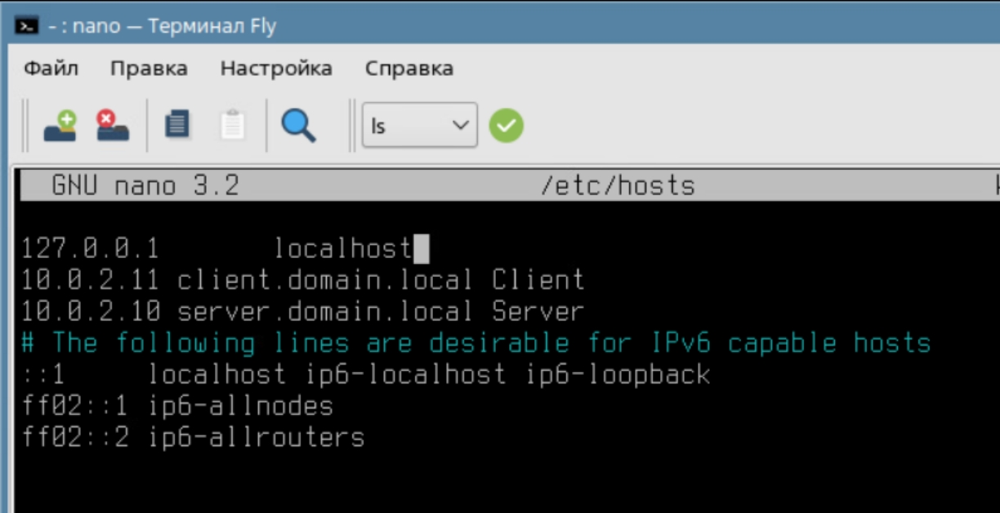 - : nano — Терминал Fly
Файл Правка Настройка Справка
ls
GNU nano 3.2 /etc/hosts
127.0.0.1 localhost
10.0.2.11 client.domain.local Client
10.0.2.10 server.domain.local Server
# The following lines are desirable for IPv6 capable hosts
::1 localhost ip6-localhost ip6-loopback
ff02::1 ip6-allnodes
ff02::2 ip6-allrouters